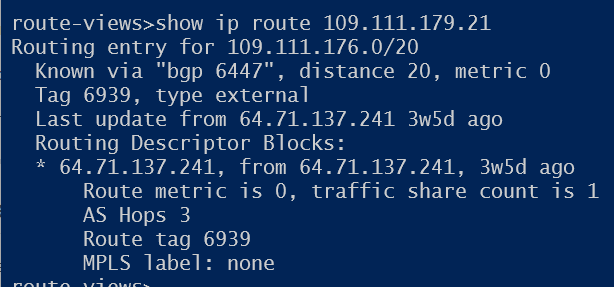 route-views>show ip route 109.111.179.21
Routing entry for 109.111.176.0/20
Known via "bgp 6447", distance 20, metric 0
Tag 6939, type external
Last update from 64.71.137.241 3w5d ago
Routing Descriptor Blocks:
* 64.71.137.241, from 64.71.137.241, 3w5d ago
Route metric is 0, traffic share count is 1
AS Hops 3
Route tag 6939
MPLS label: none
route-views>